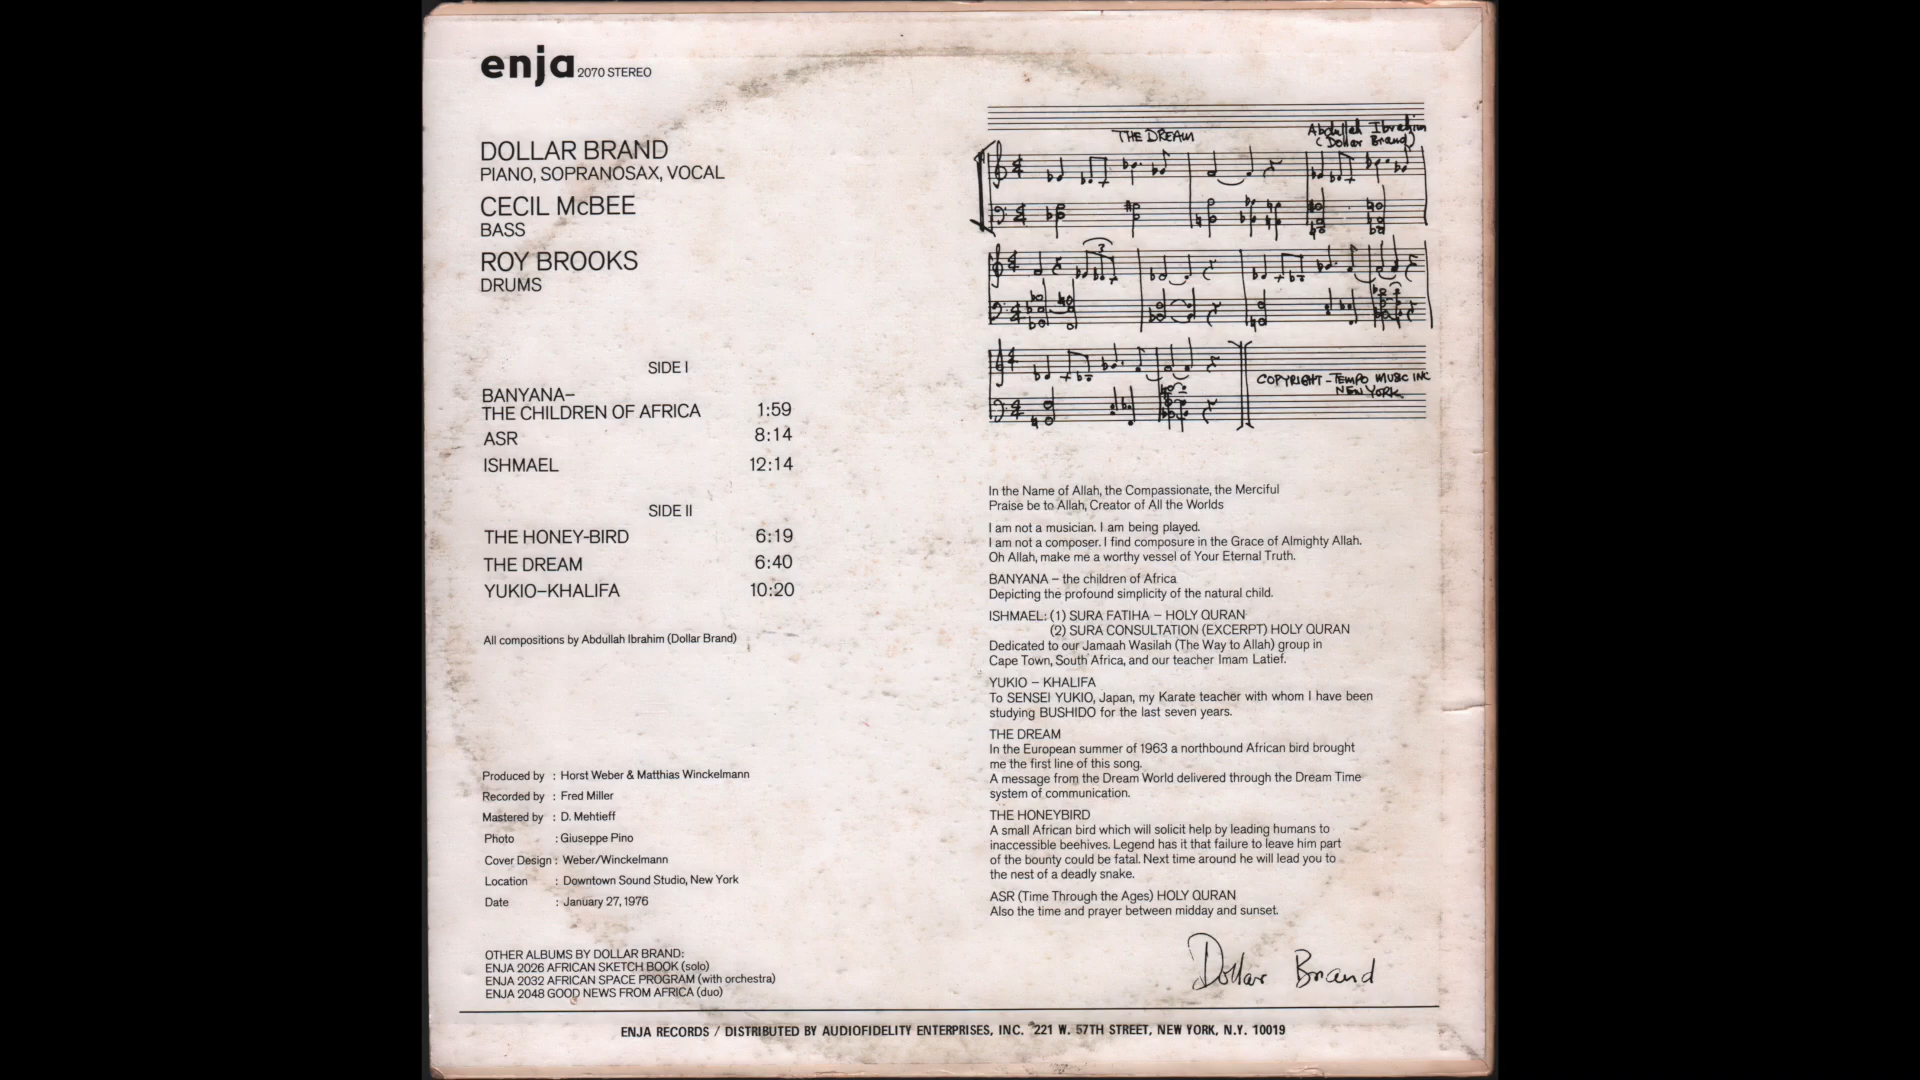 enja 2070 STEREO
DOLLAR BRAND
PIANO, SOPRANOSAX, VOCAL
CECIL McBEE
BASS
ROY BROOKS
DRUMS
SIDE I
BANYANA–
THE CHILDREN OF AFRICA 1:59
ASR 8:14
ISHMAEL 12:14
SIDE II
THE HONEY-BIRD 6:19
THE DREAM 6:40
YUKIO–KHALIFA 10:20
All compositions by Abdullah Ibrahim (Dollar Brand)
Produced by : Horst Weber & Matthias Winckelmann
Recorded by : Fred Miller
Mastered by : D. Mehtieff
Photo : Giuseppe Pino
Cover Design : Weber/Winckelmann
Location : Downtown Sound Studio, New York
Date : January 27, 1976
OTHER ALBUMS BY DOLLAR BRAND:
ENJA 2026 AFRICAN SKETCH BOOK (solo)
ENJA 2032 AFRICAN SPACE PROGRAM (with orchestra)
ENJA 2048 GOOD NEWS FROM AFRICA (duo)
THE DREAM
Abdullah Ibrahim
(Dollar Brand)
3
COPYRIGHT - TEMPO MUSIC INC
NEW YORK
In the Name of Allah, the Compassionate, the Merciful
Praise be to Allah, Creator of All the Worlds
I am not a musician. I am being played.
I am not a composer. I find composure in the Grace of Almighty Allah.
Oh Allah, make me a worthy vessel of Your Eternal Truth.
BANYANA – the children of Africa
Depicting the profound simplicity of the natural child.
ISHMAEL: (1) SURA FATIHA – HOLY QURAN
(2) SURA CONSULTATION (EXCERPT) HOLY QURAN
Dedicated to our Jamaah Wasilah (The Way to Allah) group in
Cape Town, South Africa, and our teacher Imam Latief.
YUKIO – KHALIFA
To SENSEI YUKIO, Japan, my Karate teacher with whom I have been
studying BUSHIDO for the last seven years.
THE DREAM
In the European summer of 1963 a northbound African bird brought
me the first line of this song.
A message from the Dream World delivered through the Dream Time
system of communication.
THE HONEYBIRD
A small African bird which will solicit help by leading humans to
inaccessible beehives. Legend has it that failure to leave him part
of the bounty could be fatal. Next time around he will lead you to
the nest of a deadly snake.
ASR (Time Through the Ages) HOLY QURAN
Also the time and prayer between midday and sunset.
Dollar Brand
ENJA RECORDS / DISTRIBUTED BY AUDIOFIDELITY ENTERPRISES, INC. 221 W. 57TH STREET, NEW YORK, N.Y. 10019